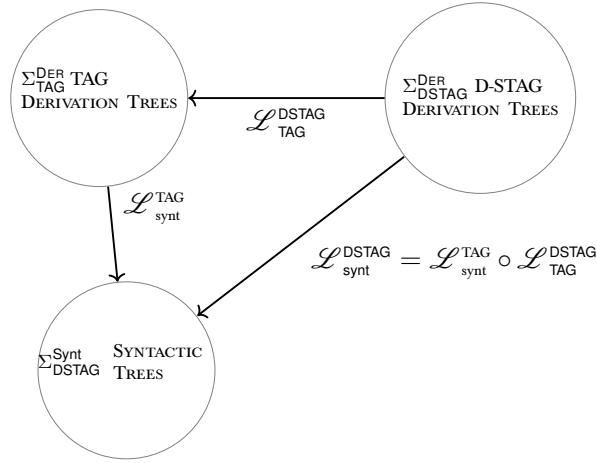 Σ^DER_TAG TAG
DERIVATION TREES
Σ^Der_DSTAG D-STAG
DERIVATION TREES
ℒ^DSTAG_TAG
ℒ^TAG_synt
ℒ^DSTAG_synt = ℒ^TAG_synt ∘ ℒ^DSTAG_TAG
Σ^Synt_DSTAG SYNTACTIC
TREES